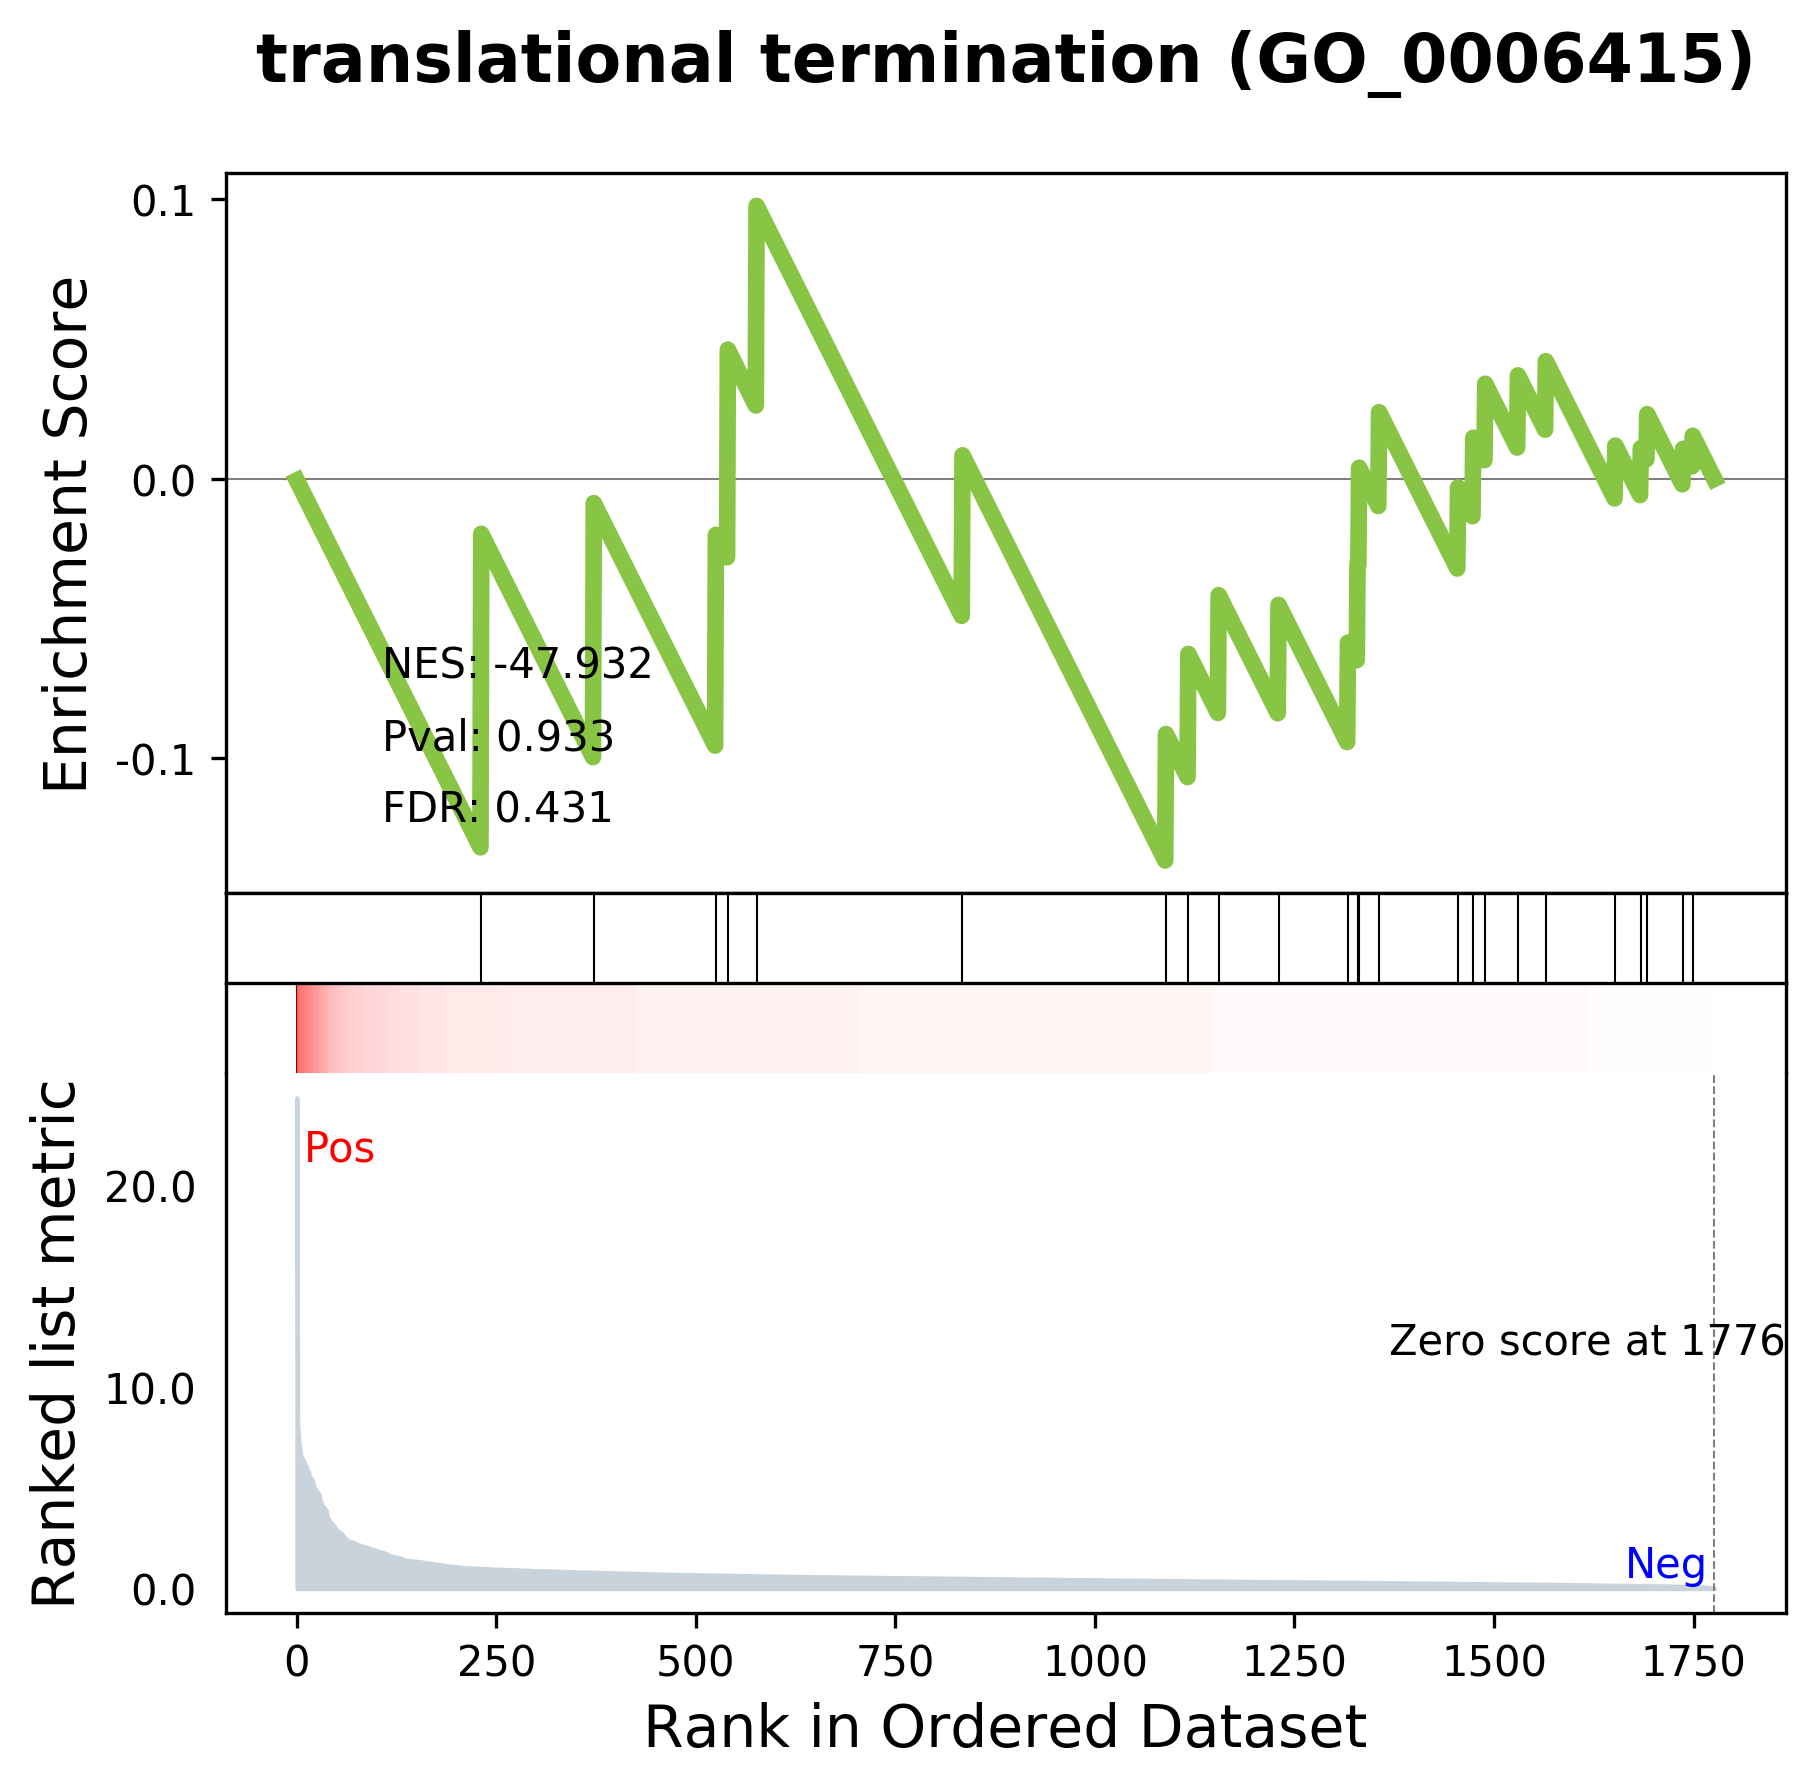 translational termination (GO_0006415)
Enrichment Score
0.1
0.0
-0.1
NES: -47.932
Pval: 0.933
FDR: 0.431
Ranked list metric
20.0
10.0
0.0
Pos
Zero score at 1776
Neg
0 250 500 750 1000 1250 1500 1750
Rank in Ordered Dataset